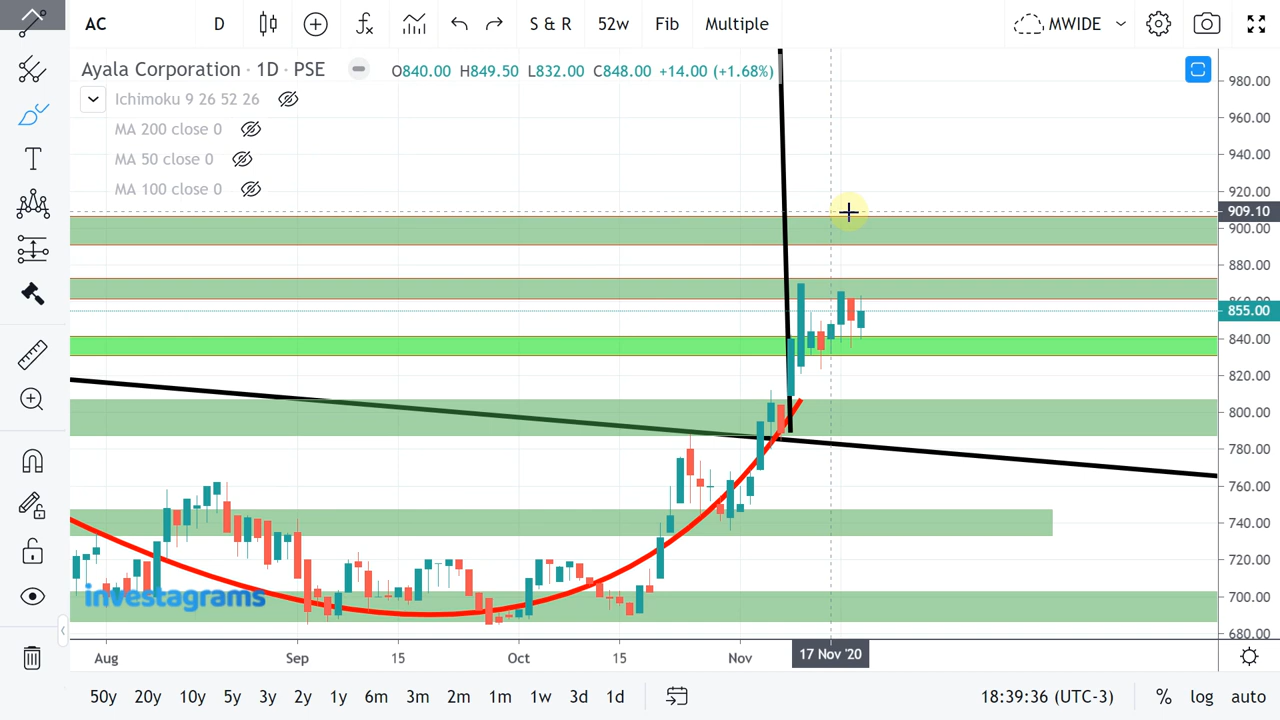 AC D S & R 52w Fib Multiple MWIDE
Ayala Corporation · 1D · PSE O840.00 H849.50 L832.00 C848.00 +14.00 (+1.68%)
Ichimoku 9 26 52 26
MA 200 close 0
MA 50 close 0
MA 100 close 0
980.00
960.00
940.00
920.00
909.10
900.00
880.00
860.00
855.00
840.00
820.00
800.00
780.00
760.00
740.00
720.00
700.00
680.00
investagrams
Aug Sep 15 Oct 15 Nov 17 Nov '20
50y 20y 10y 5y 3y 2y 1y 6m 3m 2m 1m 1w 3d 1d 18:39:36 (UTC-3) % log auto